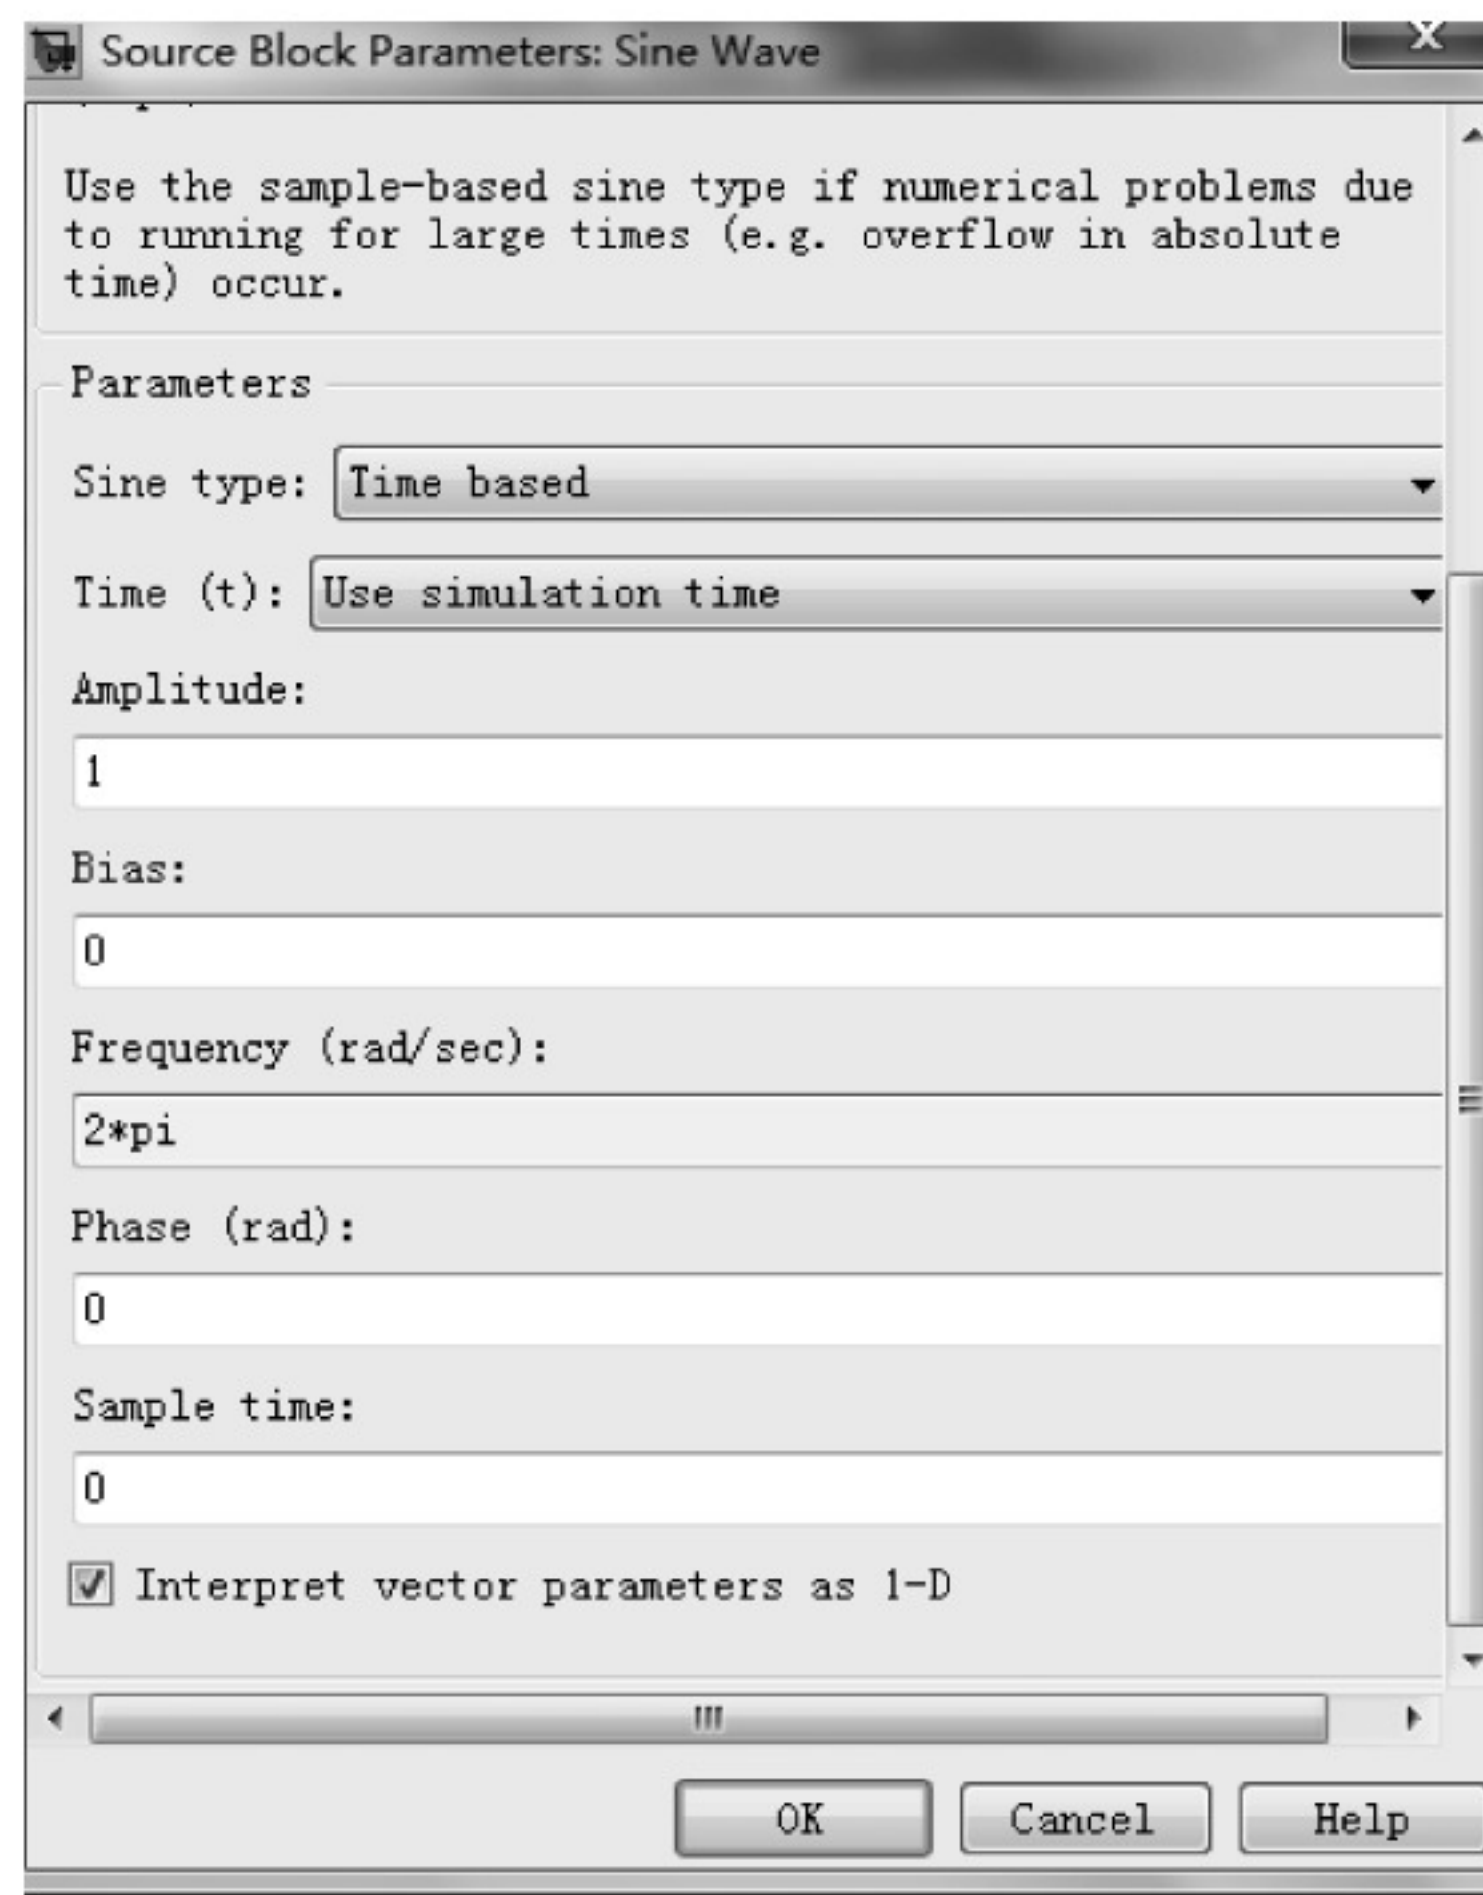 Source Block Parameters: Sine Wave
X
Use the sample-based sine type if numerical problems due
to running for large times (e.g. overflow in absolute
time) occur.
Parameters
Sine type: Time based
Time (t): Use simulation time
Amplitude:
1
Bias:
0
Frequency (rad/sec):
2*pi
Phase (rad):
0
Sample time:
0
Interpret vector parameters as 1-D
OK Cancel Help